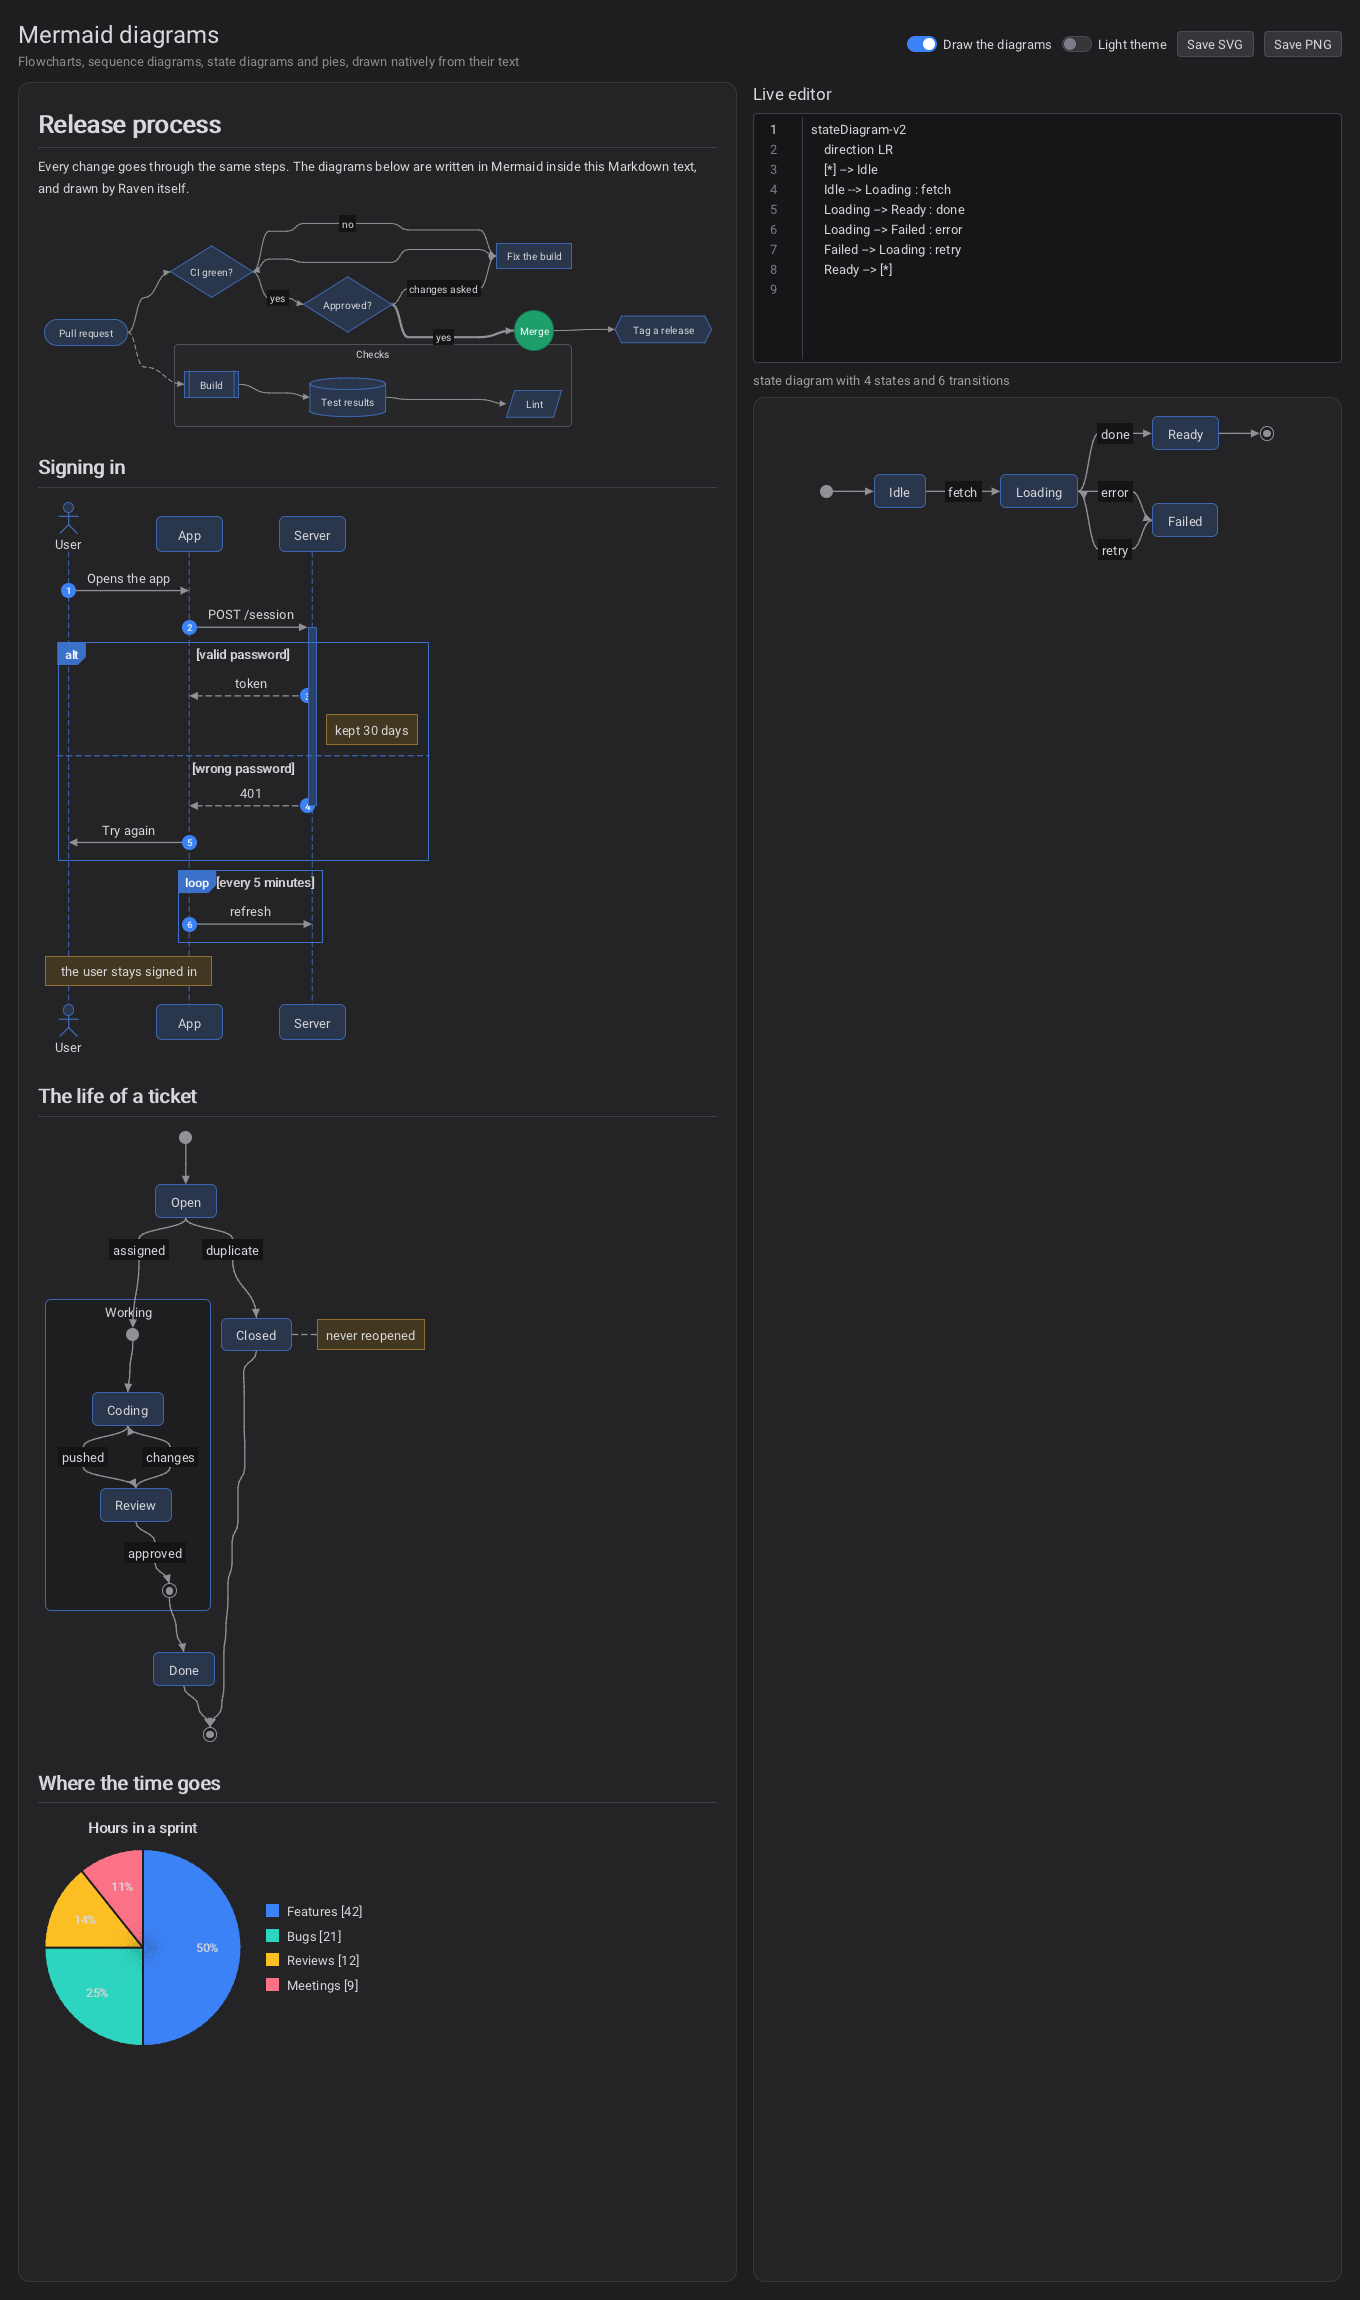 Mermaid diagrams
Flowcharts, sequence diagrams, state diagrams and pies, drawn natively from their text
Draw the diagrams
Light theme
Save SVG
Save PNG
Release process
Every change goes through the same steps. The diagrams below are written in Mermaid inside this Markdown text,
and drawn by Raven itself.
no
CI green?
Fix the build
yes
Approved?
changes asked
Pull request
yes
Merge
Tag a release
Checks
Build
Test results
Lint
Signing in
User
App
Server
1
Opens the app
2
POST /session
alt
[valid password]
token
3
kept 30 days
[wrong password]
401
4
Try again
5
loop
[every 5 minutes]
refresh
6
the user stays signed in
User
App
Server
The life of a ticket
Open
assigned
duplicate
Working
Closed
never reopened
Coding
pushed
changes
Review
approved
Done
Where the time goes
Hours in a sprint
11%
14%
50%
25%
Features [42]
Bugs [21]
Reviews [12]
Meetings [9]
Live editor
1 stateDiagram-v2
2 direction LR
3 [*] --> Idle
4 Idle --> Loading : fetch
5 Loading --> Ready : done
6 Loading --> Failed : error
7 Failed --> Loading : retry
8 Ready --> [*]
9
state diagram with 4 states and 6 transitions
done
Ready
Idle
fetch
Loading
error
Failed
retry